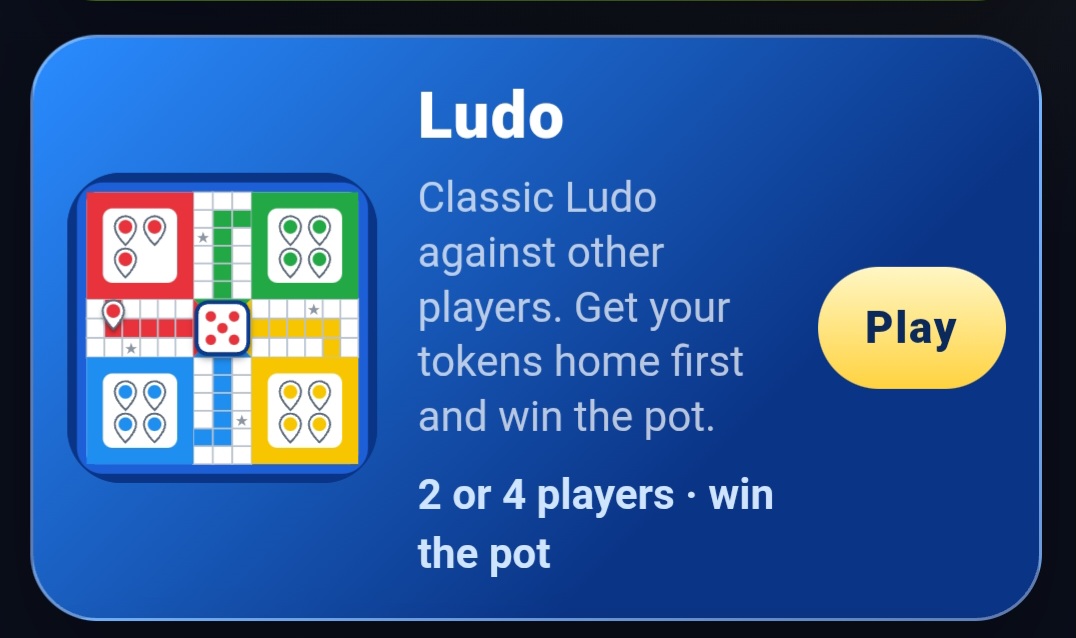 Ludo
Classic Ludo
against other
players. Get your
tokens home first
and win the pot.
2 or 4 players · win
the pot
Play